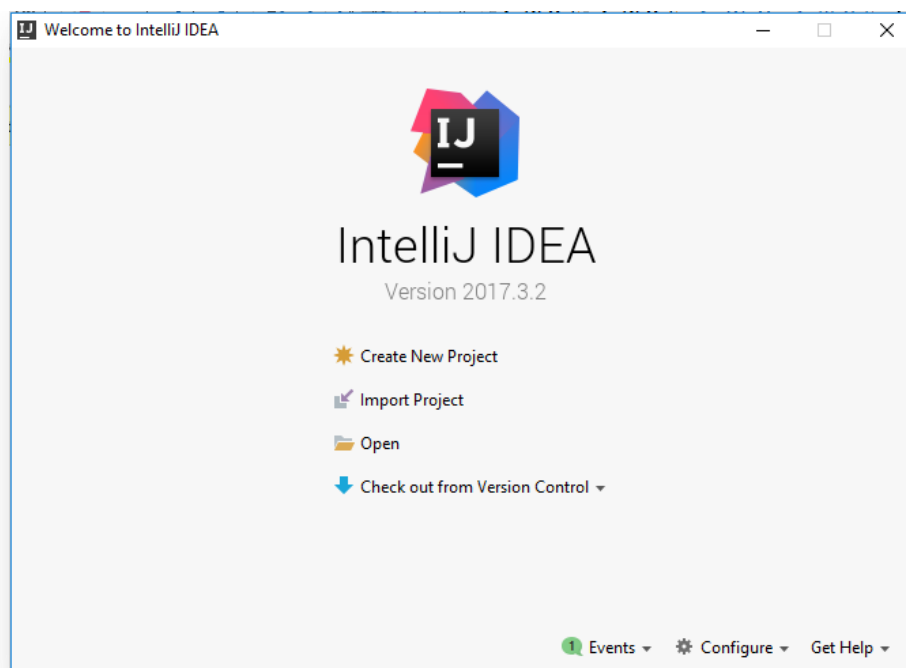 IJ Welcome to IntelliJ IDEA
IJ
IntelliJ IDEA
Version 2017.3.2
Create New Project
Import Project
Open
Check out from Version Control
1 Events Configure Get Help